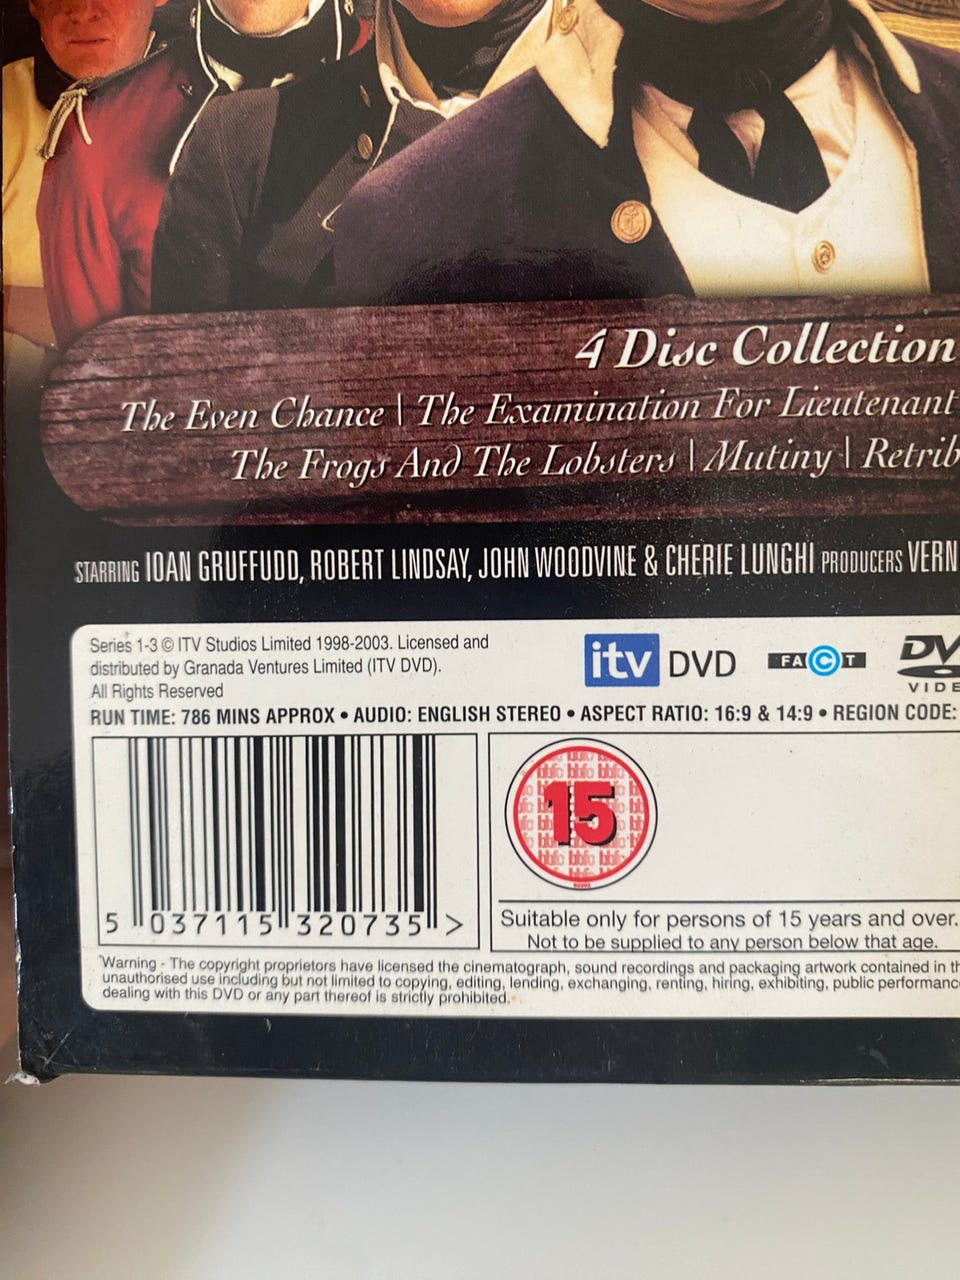 4 Disc Collection
The Even Chance | The Examination For Lieutenant
The Frogs And The Lobsters | Mutiny | Retrib
STARRING IOAN GRUFFUDD, ROBERT LINDSAY, JOHN WOODVINE & CHERIE LUNGHI PRODUCERS VERN
Series 1-3 © ITV Studios Limited 1998-2003. Licensed and
distributed by Granada Ventures Limited (ITV DVD).
All Rights Reserved
itv DVD
FACT
DV
VIDE
RUN TIME: 786 MINS APPROX • AUDIO: ENGLISH STEREO • ASPECT RATIO: 16:9 & 14:9 • REGION CODE:
15
5 037115 320735 >
Suitable only for persons of 15 years and over.
Not to be supplied to any person below that age.
Warning - The copyright proprietors have licensed the cinematograph, sound recordings and packaging artwork contained in th
unauthorised use including but not limited to copying, editing, lending, exchanging, renting, hiring, exhibiting, public performanc
dealing with this DVD or any part thereof is strictly prohibited.